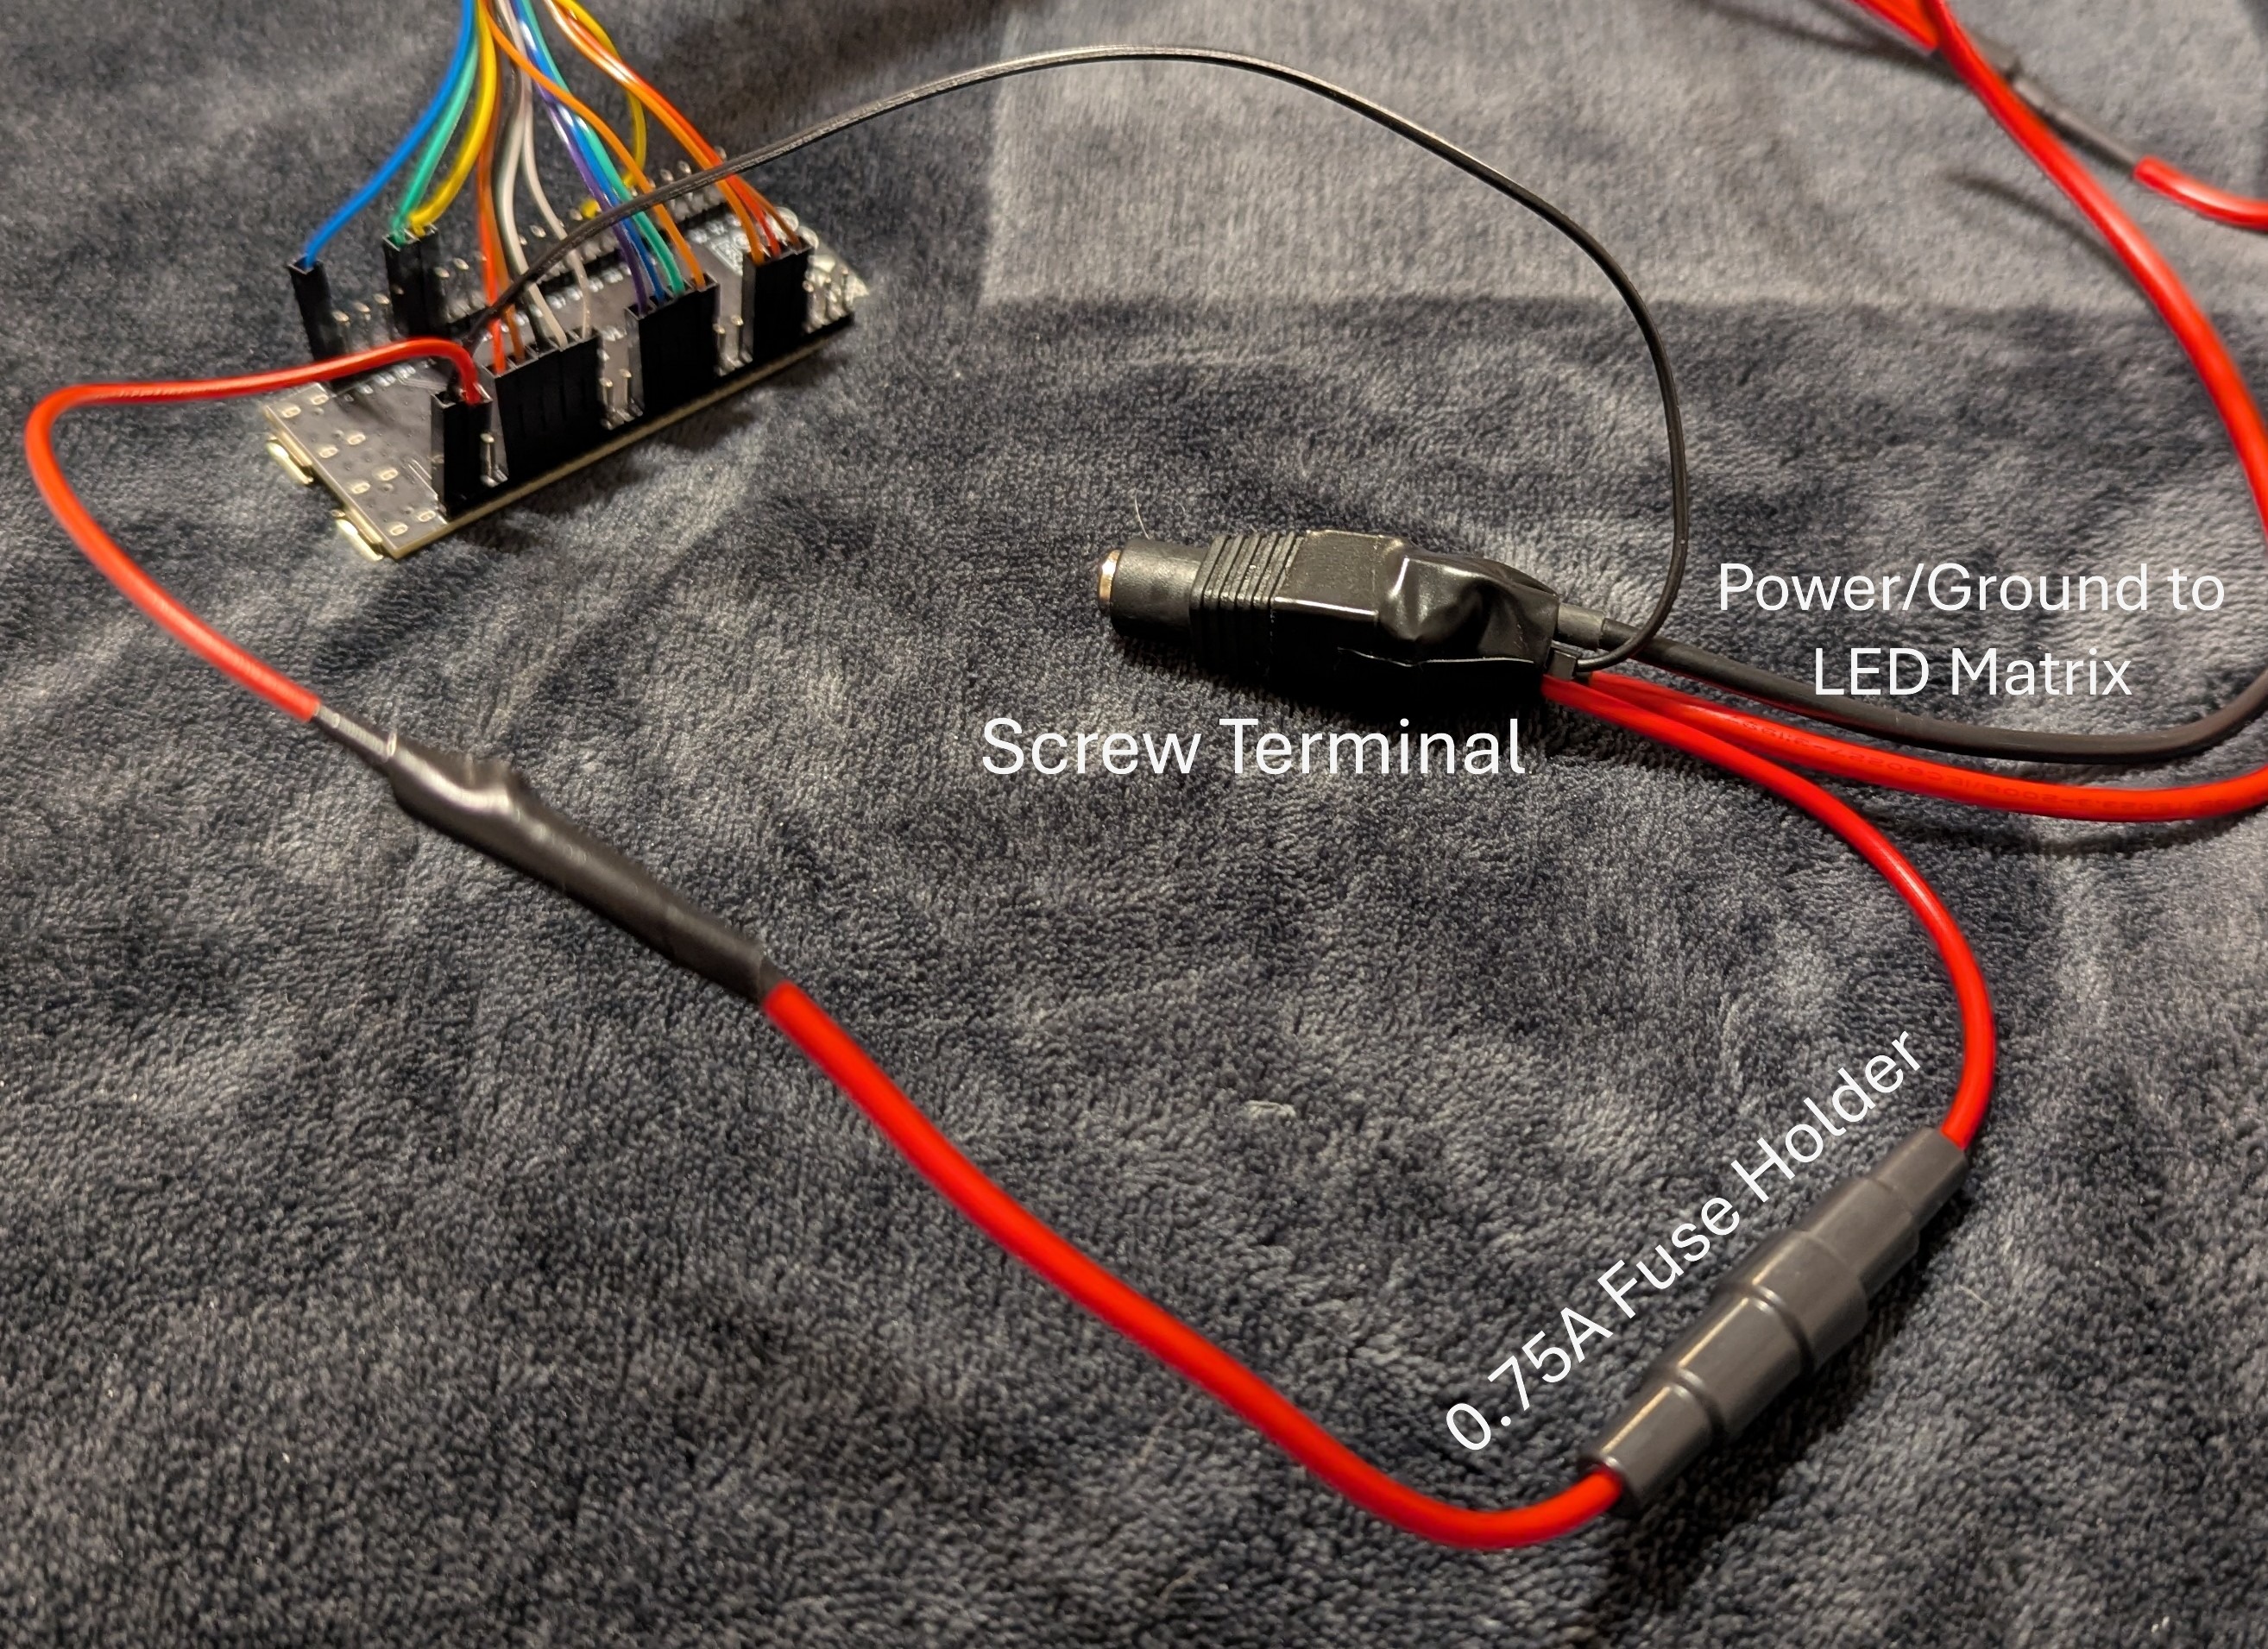 Power/Ground to
LED Matrix
Screw Terminal
0.75A Fuse Holder